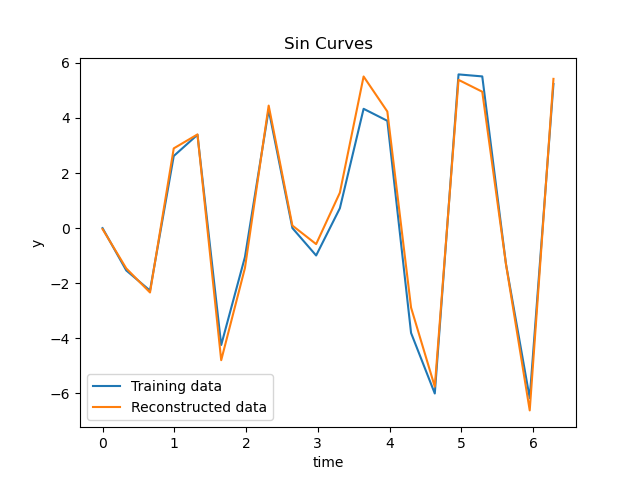 Sin Curves
6
4
2
0
−2
−4
−6
y
Training data
Reconstructed data
0 1 2 3 4 5 6
time